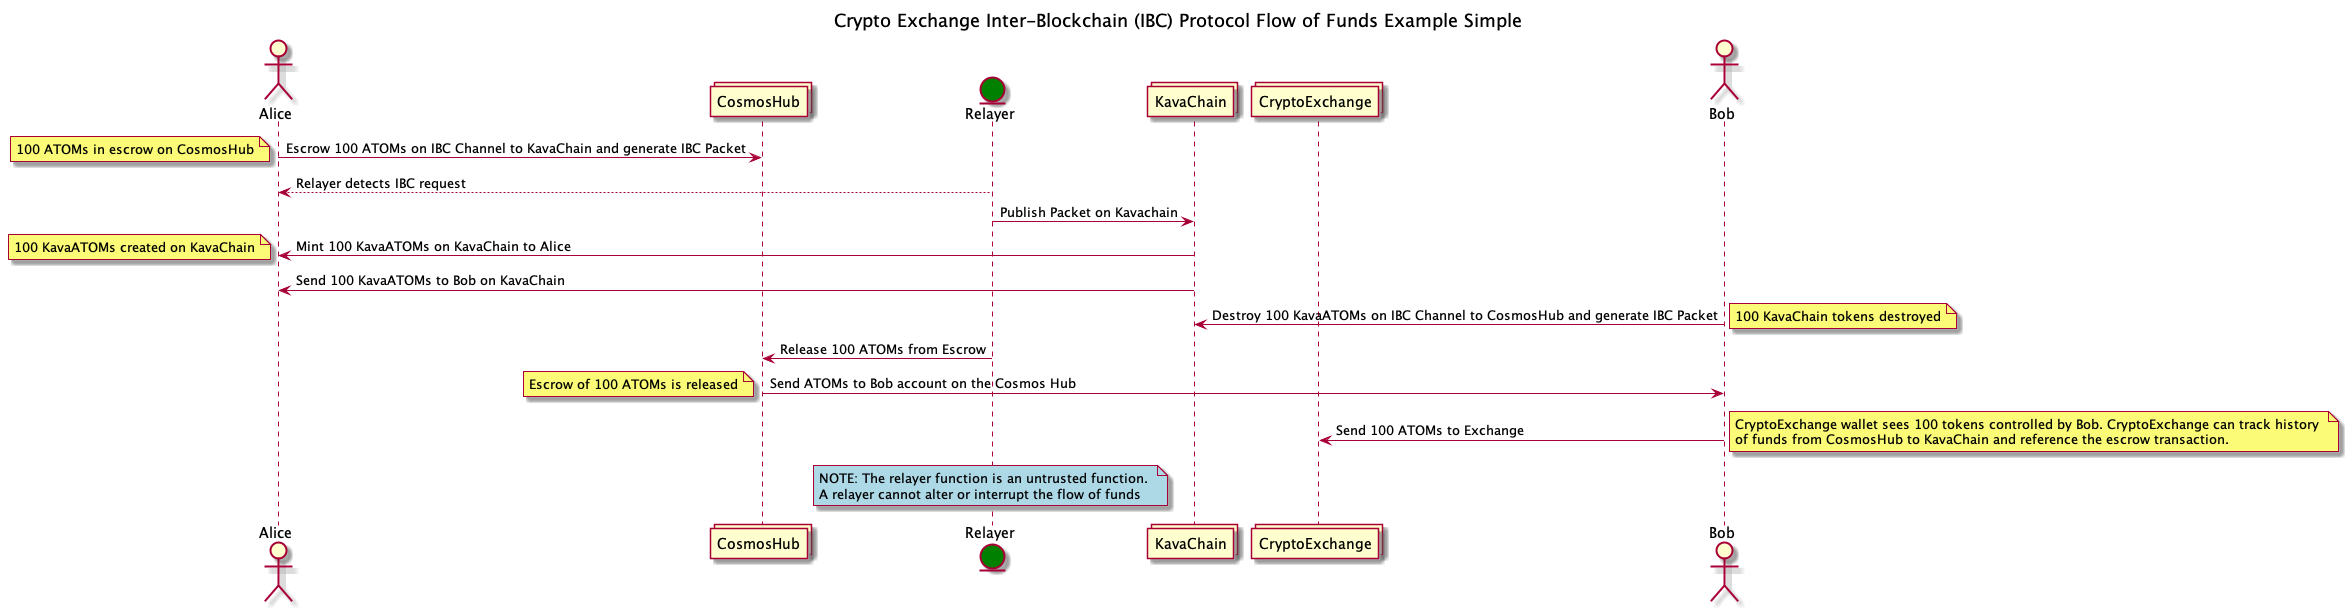 Crypto Exchange Inter-Blockchain (IBC) Protocol Flow of Funds Example Simple
Alice
CosmosHub
Relayer
KavaChain
CryptoExchange
Bob
100 ATOMs in escrow on CosmosHub
Escrow 100 ATOMs on IBC Channel to KavaChain and generate IBC Packet
Relayer detects IBC request
Publish Packet on Kavachain
100 KavaATOMs created on KavaChain
Mint 100 KavaATOMs on KavaChain to Alice
Send 100 KavaATOMs to Bob on KavaChain
Destroy 100 KavaATOMs on IBC Channel to CosmosHub and generate IBC Packet
100 KavaChain tokens destroyed
Release 100 ATOMs from Escrow
Escrow of 100 ATOMs is released
Send ATOMs to Bob account on the Cosmos Hub
Send 100 ATOMs to Exchange
CryptoExchange wallet sees 100 tokens controlled by Bob. CryptoExchange can track history
of funds from CosmosHub to KavaChain and reference the escrow transaction.
NOTE: The relayer function is an untrusted function.
A relayer cannot alter or interrupt the flow of funds
Alice
CosmosHub
Relayer
KavaChain
CryptoExchange
Bob